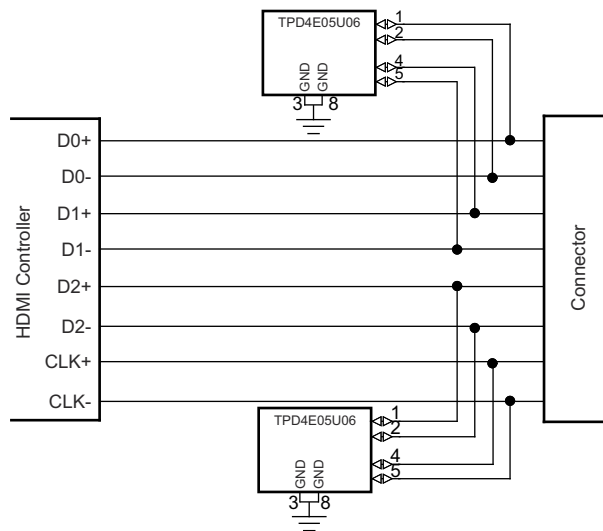 TPD4E05U06
1
2
4
5
GND
GND
3 8
HDMI Controller
D0+
D0-
D1+
D1-
D2+
D2-
CLK+
CLK-
Connector
TPD4E05U06
1
2
4
5
GND
GND
3 8